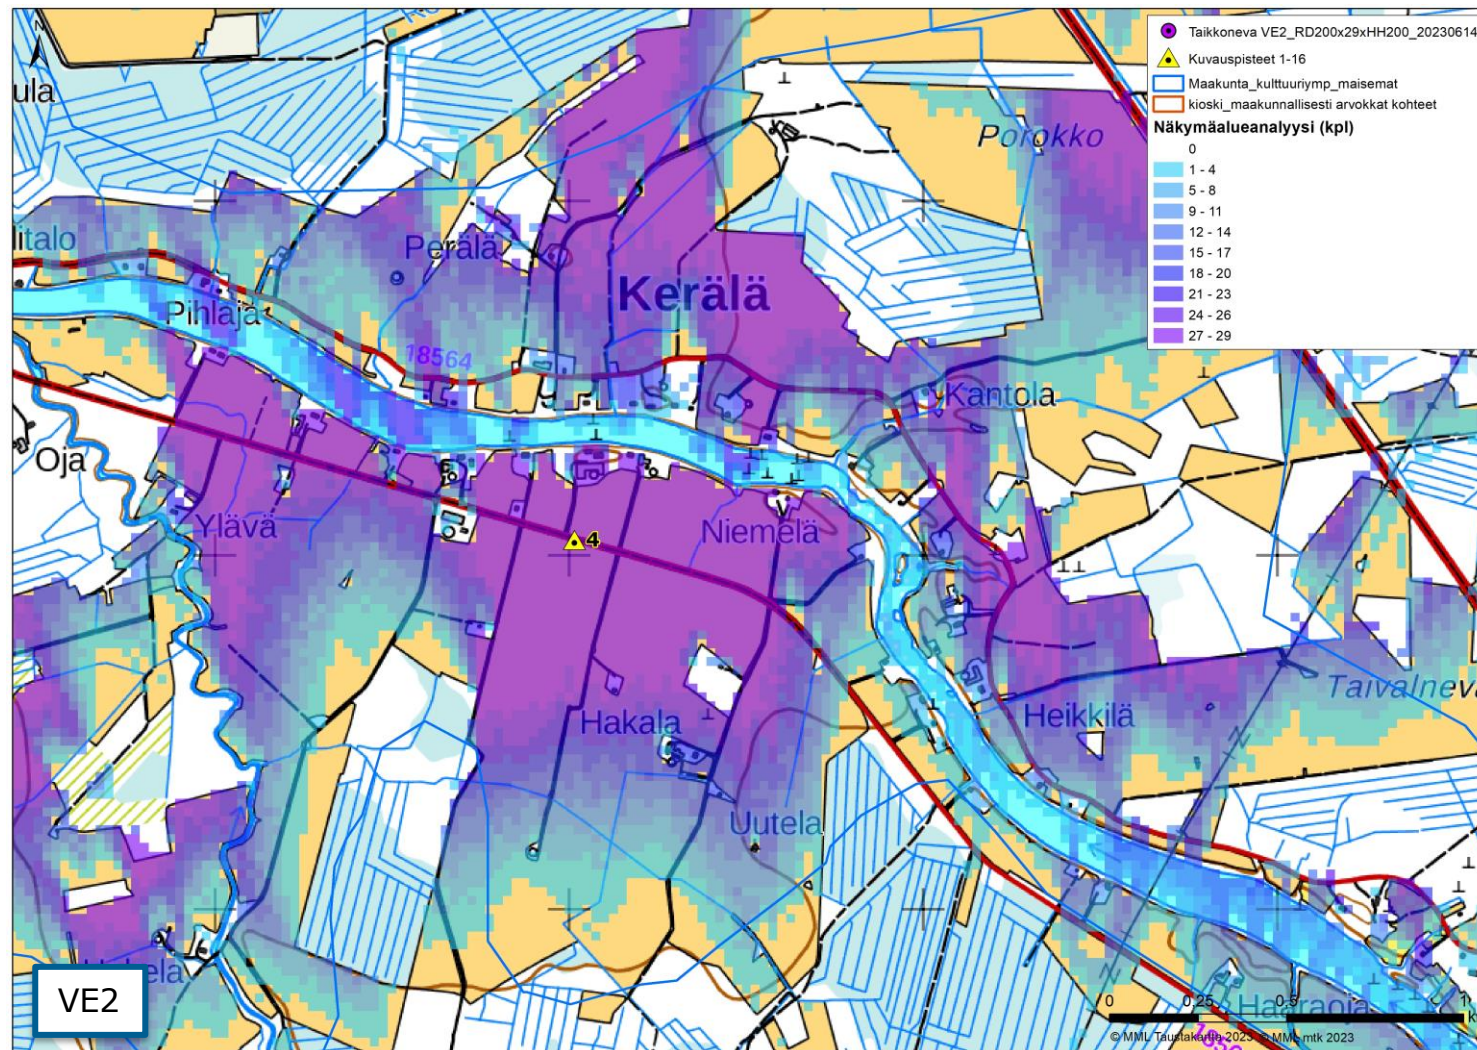 N
ula
Taikkoneva VE2_RD200x29xHH200_20230614
Kuvauspisteet 1-16
Maakunta_kulttuuriymp_maisemat
kioski_maakunnallisesti arvokkat kohteet
Näkymäalueanalyysi (kpl)
0
1 - 4
5 - 8
9 - 11
12 - 14
15 - 17
18 - 20
21 - 23
24 - 26
27 - 29
Porokko
litalo
Perälä
Kerälä
Pihlaja
18564
Kantola
Oja
Ylävä
4
Niemelä
Taivalneva
Hakala
Heikkilä
Uutela
VE2
Haaraoja
0 0,25 0,5 1
© MML Taustakartta 2023 © MML mtk 2023